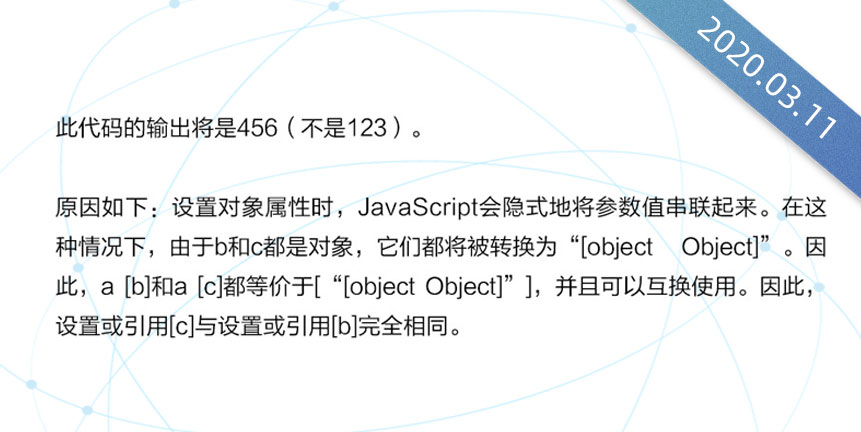 2020.03.11
此代码的输出将是456（不是123）。
原因如下：设置对象属性时，JavaScript会隐式地将参数值串联起来。在这
种情况下，由于b和c都是对象，它们都将被转换为“[object Object]”。因
此，a [b]和a [c]都等价于[“[object Object]”]，并且可以互换使用。因此，
设置或引用[c]与设置或引用[b]完全相同。